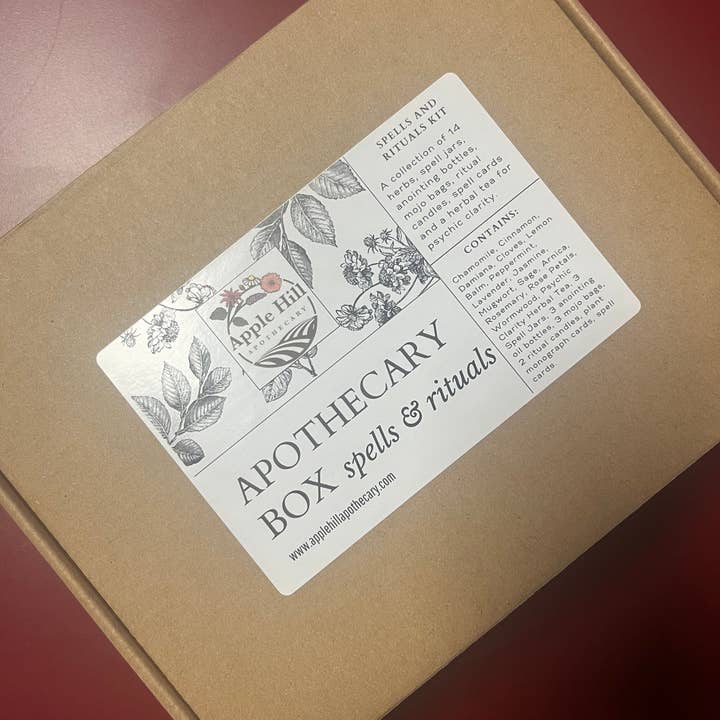 Apple Hill
APOTHECARY
APOTHECARY
BOX spells & rituals
www.applehillapothecary.com
SPELLS AND
RITUALS KIT
A collection of 14
herbs, spell jars,
anointing bottles,
mojo bags, ritual
candles, spell cards
and a herbal tea for
psychic clarity.
CONTAINS:
Chamomile, Cinnamon,
Damiana, Cloves, Lemon
Balm, Peppermint,
Lavender, Jasmine,
Mugwort, Sage, Arnica,
Rosemary, Rose Petals,
Wormwood, Psychic
Clarity Herbal Tea, 3
Spell Jars, 3 anointing
oil bottles, 3 mojo bags,
2 ritual candles, plant
monograph cards, spell
cards